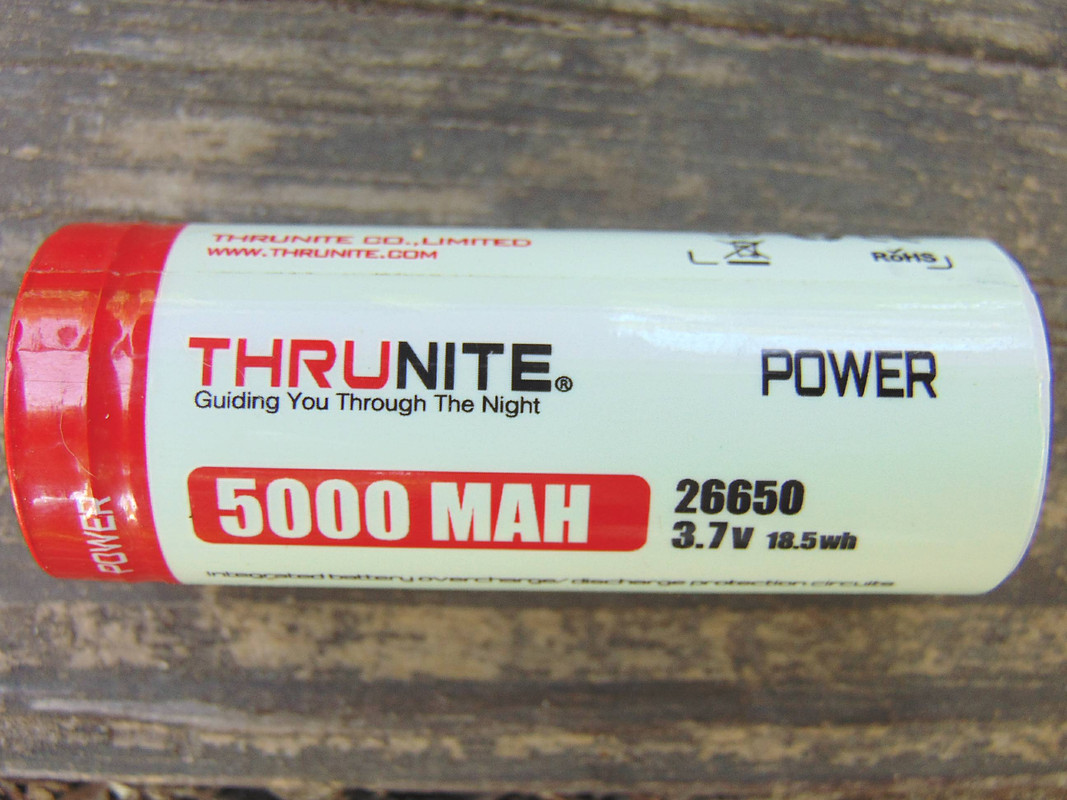 THRUNITE CO.,LIMITED
WWW.THRUNITE.COM
RoHS
THRUNITE®
Guiding You Through The Night
POWER
5000 MAH
26650
3.7V 18.5wh
Integrated battery overcharge/discharge protection circuits
POWER